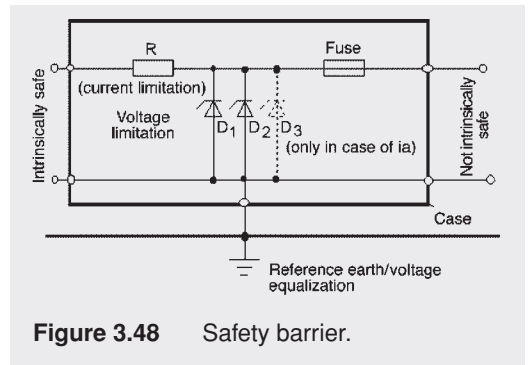 R
Fuse
(current limitation)
Voltage
limitation
D1
D2
D3
(only in case of ia)
Intrinsically safe
Not intrinsically
safe
Case
Reference earth/voltage
equalization
Figure 3.48 Safety barrier.